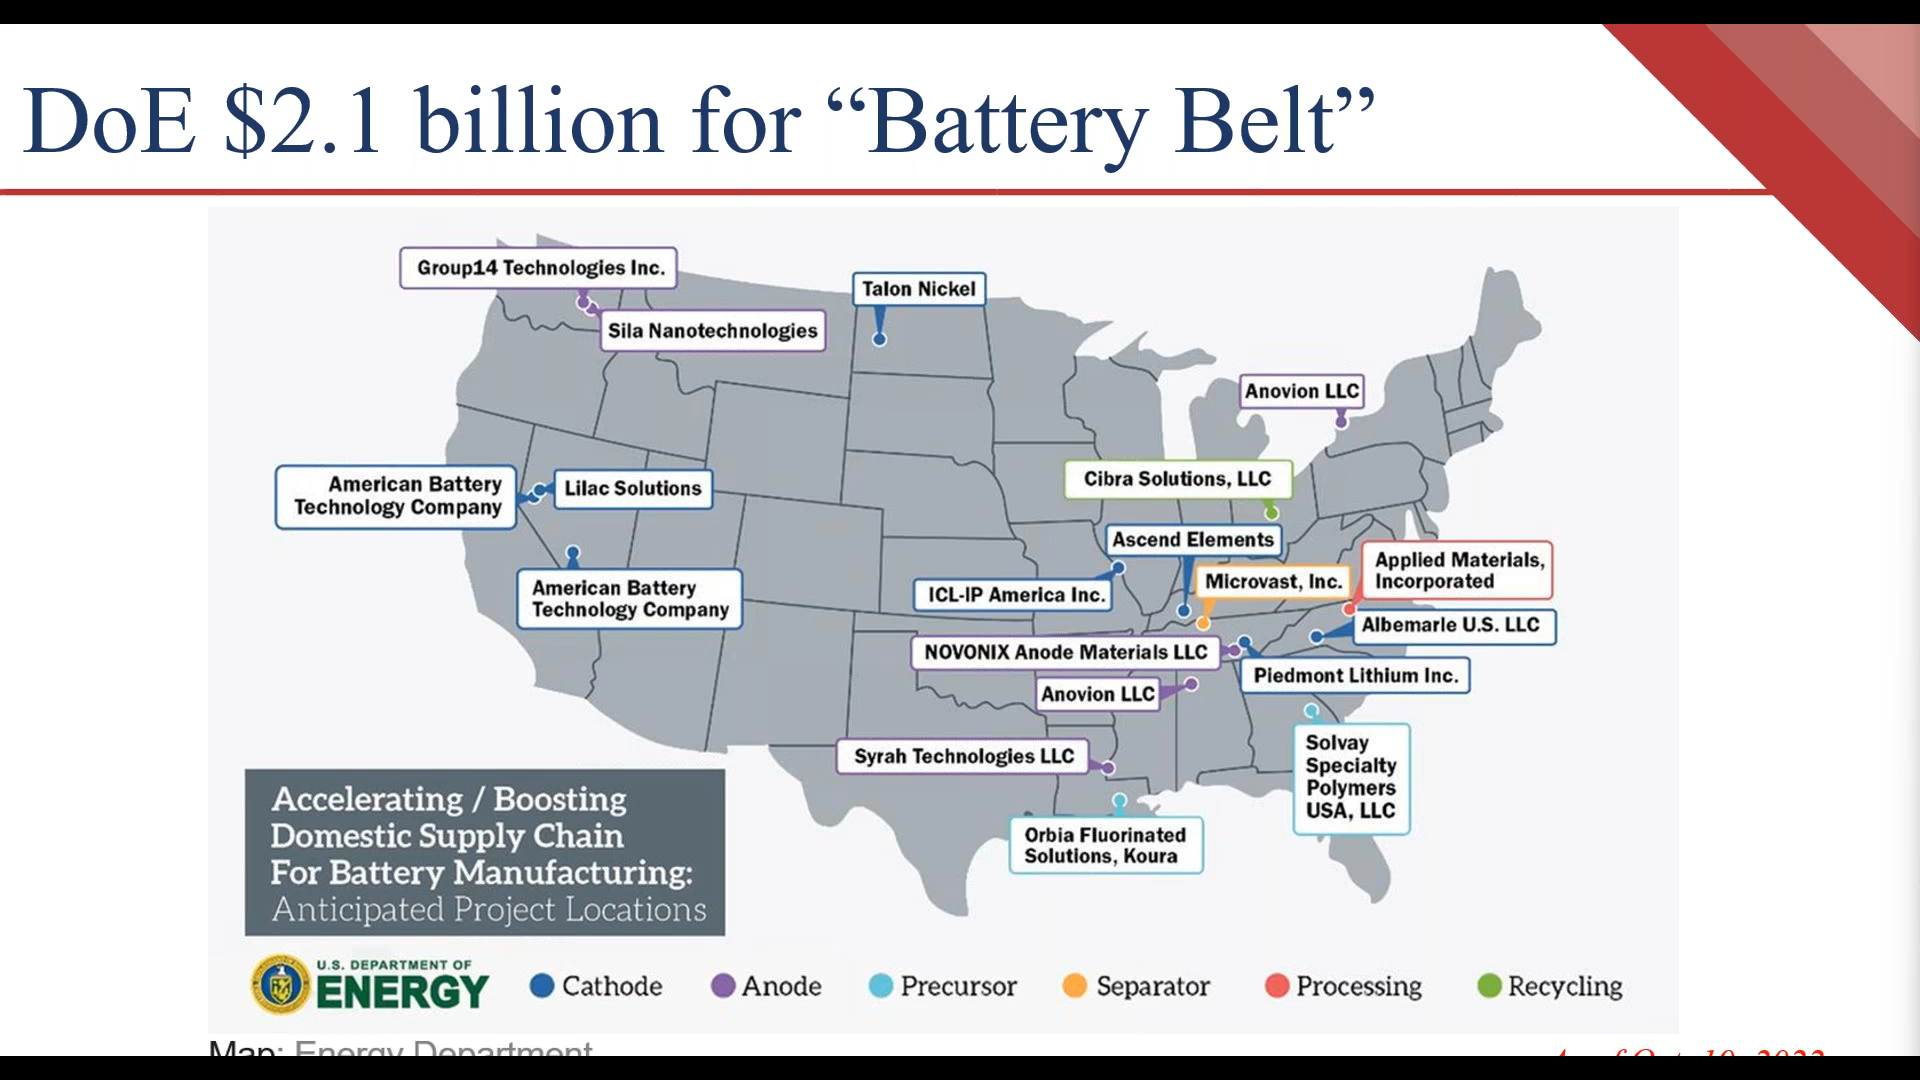 DoE $2.1 billion for “Battery Belt”
Group14 Technologies Inc.
Sila Nanotechnologies
Talon Nickel
Anovion LLC
American Battery
Technology Company
Lilac Solutions
Cibra Solutions, LLC
American Battery
Technology Company
Ascend Elements
ICL-IP America Inc.
Microvast, Inc.
Applied Materials,
Incorporated
Albemarle U.S. LLC
NOVONIX Anode Materials LLC
Piedmont Lithium Inc.
Anovion LLC
Syrah Technologies LLC
Solvay
Specialty
Polymers
USA, LLC
Orbia Fluorinated
Solutions, Koura
Accelerating / Boosting
Domestic Supply Chain
For Battery Manufacturing:
Anticipated Project Locations
U.S. DEPARTMENT OF
ENERGY
Cathode
Anode
Precursor
Separator
Processing
Recycling
Map: Energy Department